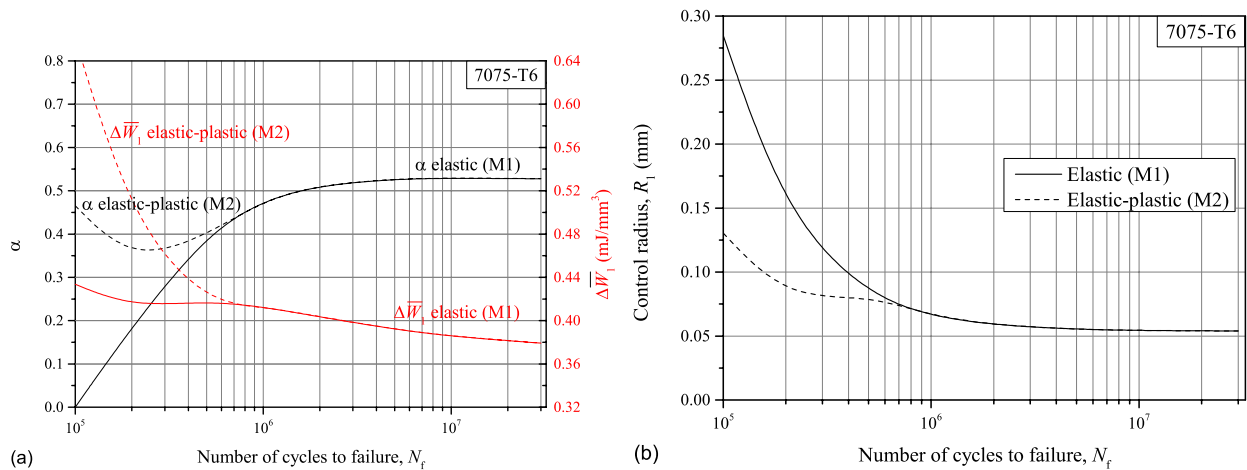 7075-T6
0.8
0.7
0.6
0.5
0.4
0.3
0.2
0.1
0.0
α
0.64
0.60
0.56
0.52
0.48
0.44
0.40
0.36
0.32
ΔW̅₁ (mJ/mm³)
ΔW̅₁ elastic-plastic (M2)
α elastic (M1)
α elastic-plastic (M2)
ΔW̅₁ elastic (M1)
10⁵ 10⁶ 10⁷
Number of cycles to failure, N_f
(a)
7075-T6
0.30
0.25
0.20
0.15
0.10
0.05
0.00
Control radius, R₁ (mm)
Elastic (M1)
Elastic-plastic (M2)
10⁵ 10⁶ 10⁷
Number of cycles to failure, N_f
(b)